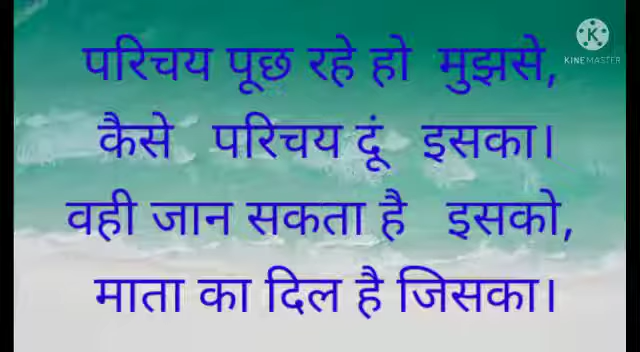 परिचय पूछ रहे हो मुझसे,
कैसे परिचय दूं इसका।
वही जान सकता है इसको,
माता का दिल है जिसका।
K
KINEMASTER